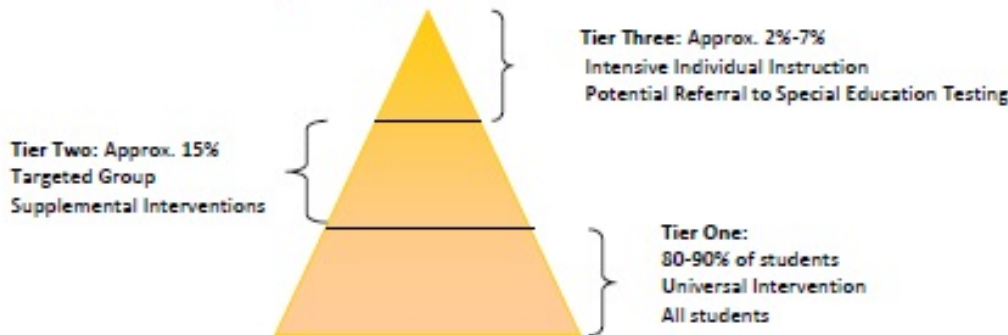 Tier Three: Approx. 2%-7%
Intensive Individual Instruction
Potential Referral to Special Education Testing
Tier Two: Approx. 15%
Targeted Group
Supplemental Interventions
Tier One:
80-90% of students
Universal Intervention
All students